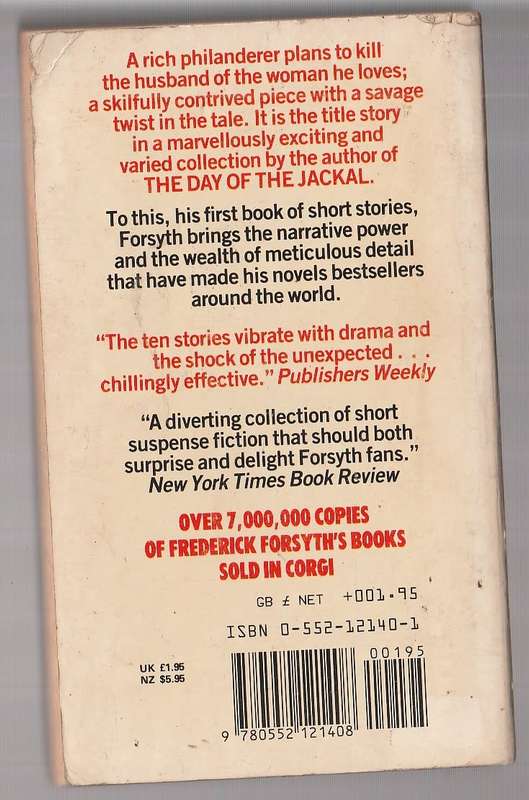 A rich philanderer plans to kill
the husband of the woman he loves;
a skilfully contrived piece with a savage
twist in the tale. It is the title story
in a marvellously exciting and
varied collection by the author of
THE DAY OF THE JACKAL.
To this, his first book of short stories,
Forsyth brings the narrative power
and the wealth of meticulous detail
that have made his novels bestsellers
around the world.
“The ten stories vibrate with drama and
the shock of the unexpected . . .
chillingly effective.” Publishers Weekly
“A diverting collection of short
suspense fiction that should both
surprise and delight Forsyth fans.”
New York Times Book Review
OVER 7,000,000 COPIES
OF FREDERICK FORSYTH'S BOOKS
SOLD IN CORGI
GB £ NET +001.95
ISBN 0-552-12140-1
00195
UK £1.95
NZ $5.95
9 780552 121408